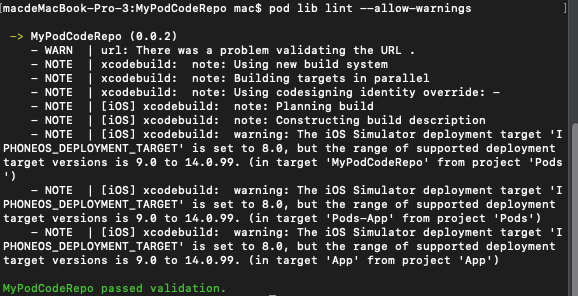 [macdeMacBook-Pro-3:MyPodCodeRepo mac$ pod lib lint --allow-warnings ]
-> MyPodCodeRepo (0.0.2)
- WARN | url: There was a problem validating the URL .
- NOTE | xcodebuild: note: Using new build system
- NOTE | xcodebuild: note: Building targets in parallel
- NOTE | xcodebuild: note: Using codesigning identity override: -
- NOTE | [iOS] xcodebuild: note: Planning build
- NOTE | [iOS] xcodebuild: note: Constructing build description
- NOTE | [iOS] xcodebuild: warning: The iOS Simulator deployment target 'I
PHONEOS_DEPLOYMENT_TARGET' is set to 8.0, but the range of supported deployment
target versions is 9.0 to 14.0.99. (in target 'MyPodCodeRepo' from project 'Pods
')
- NOTE | [iOS] xcodebuild: warning: The iOS Simulator deployment target 'I
PHONEOS_DEPLOYMENT_TARGET' is set to 8.0, but the range of supported deployment
target versions is 9.0 to 14.0.99. (in target 'Pods-App' from project 'Pods')
- NOTE | [iOS] xcodebuild: warning: The iOS Simulator deployment target 'I
PHONEOS_DEPLOYMENT_TARGET' is set to 8.0, but the range of supported deployment
target versions is 9.0 to 14.0.99. (in target 'App' from project 'App')
MyPodCodeRepo passed validation.